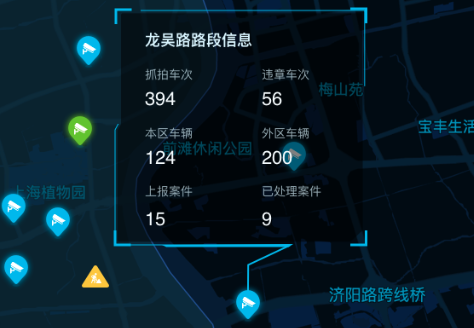 龙吴路路段信息
抓拍车次 违章车次
394 56
梅山苑
宝丰生活
本区车辆 外区车辆
前滩休闲公园
124 200
上海植物园
上报案件 已处理案件
15 9
济阳路跨线桥